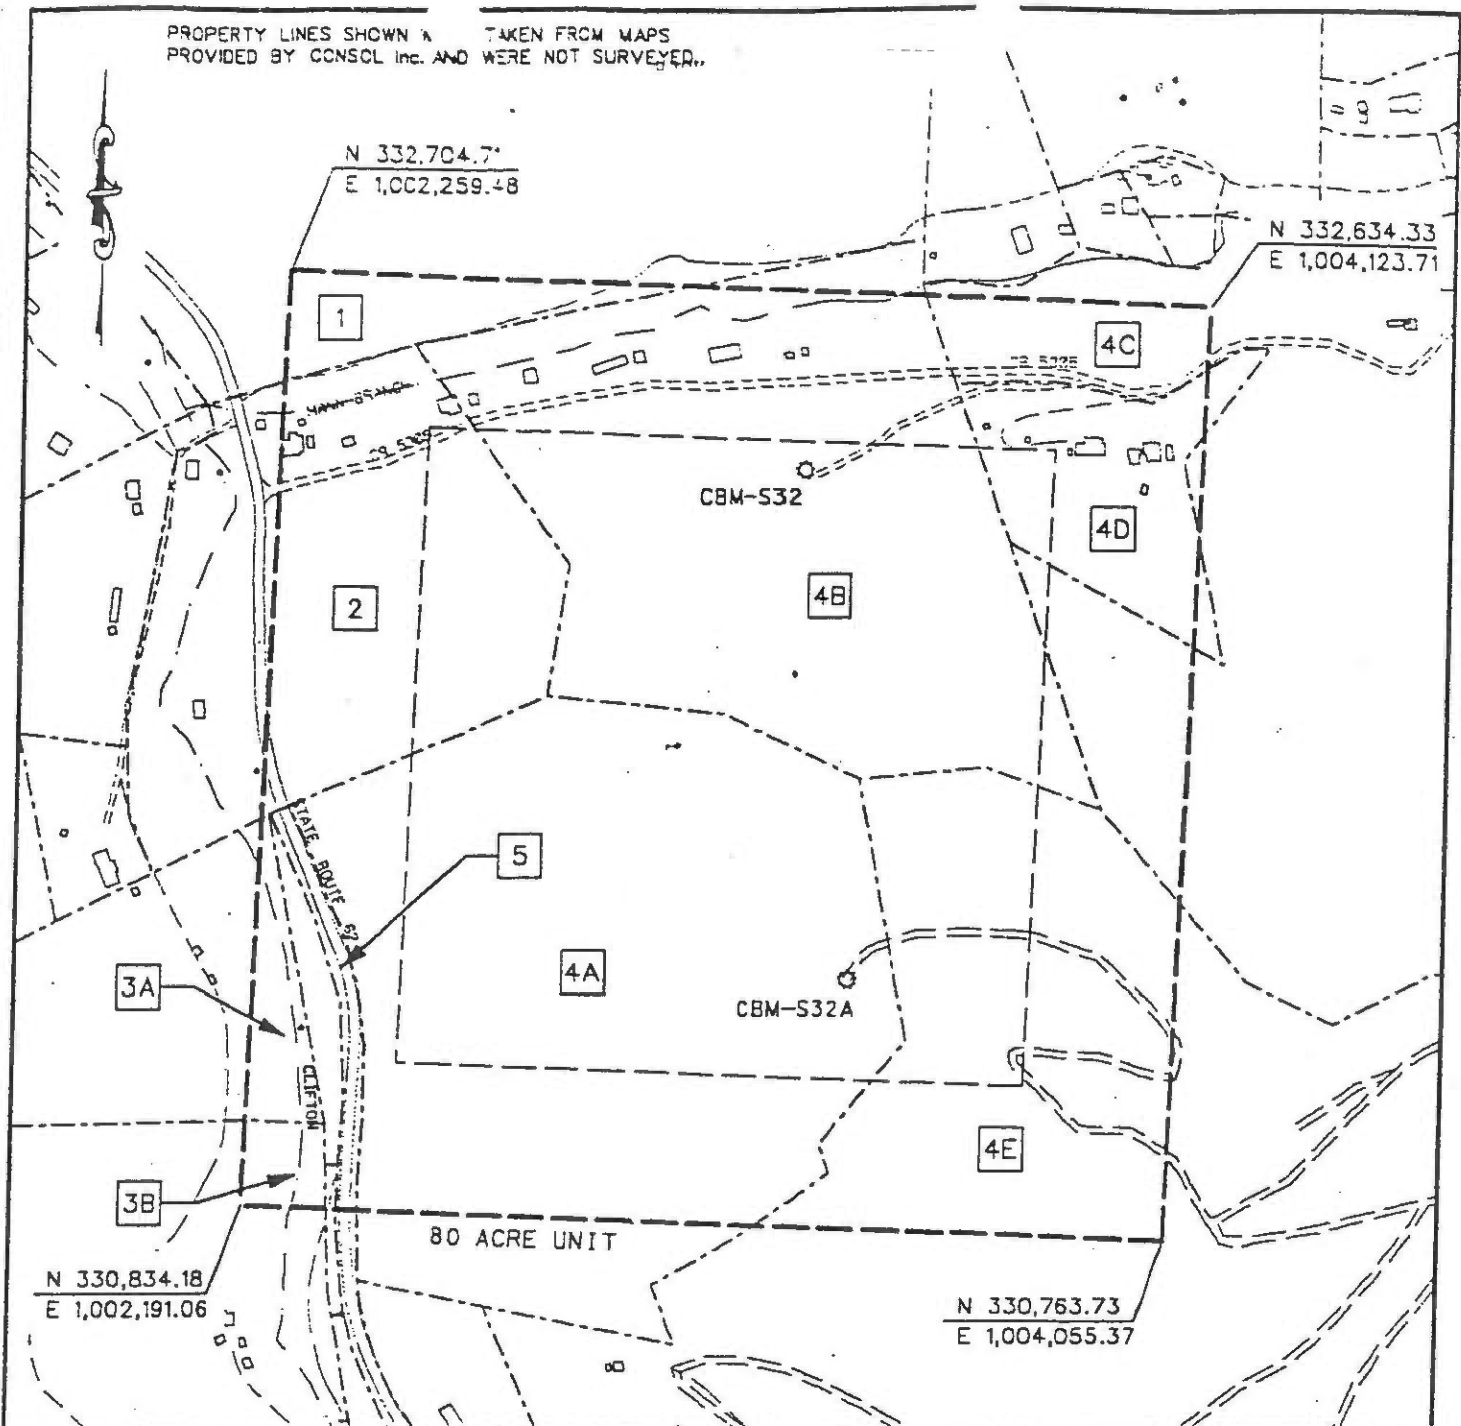 PROPERTY LINES SHOWN TAKEN FROM MAPS
PROVIDED BY CONSOL Inc. AND WERE NOT SURVEYED.
N 332,704.7
E 1,002,259.48
N 332,634.33
E 1,004,123.71
1
4C
CBM-S32
4D
2
4B
STATE ROUTE 62
5
3A
4A
CBM-S32A
CLIFTON
4E
3B
80 ACRE UNIT
N 330,834.18
E 1,002,191.06
N 330,763.73
E 1,004,055.37